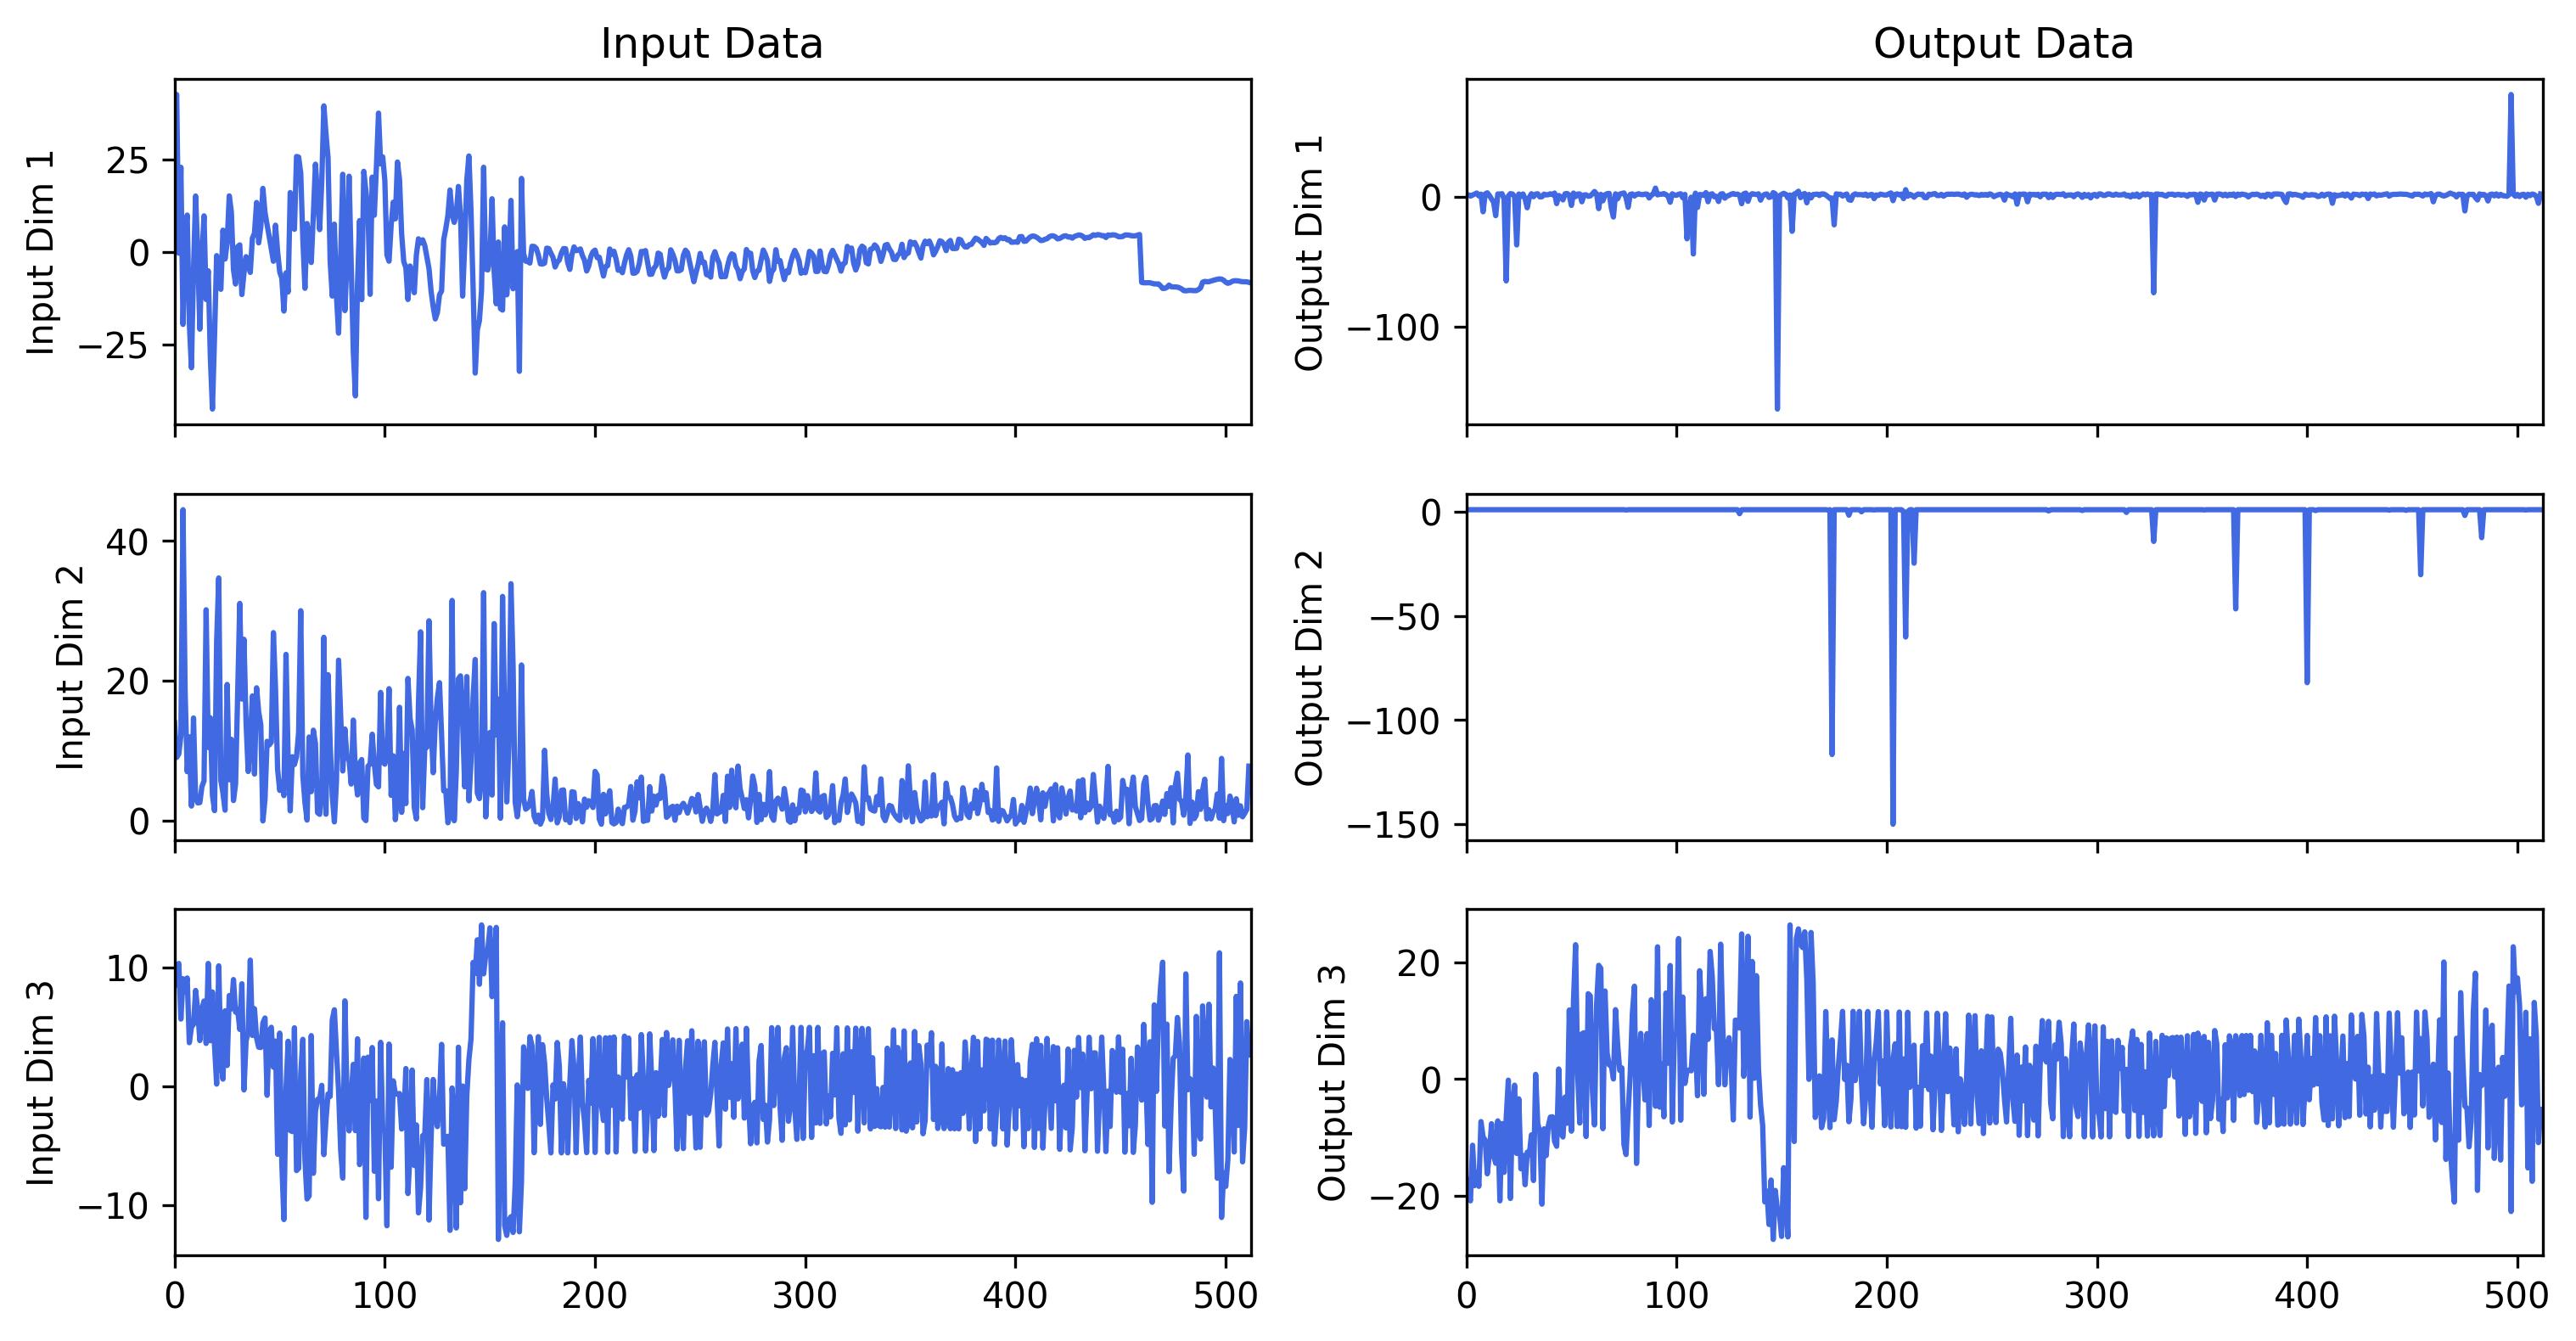 Input Data
Output Data
Input Dim 1
25
0
−25
Output Dim 1
0
−100
Input Dim 2
40
20
0
Output Dim 2
0
−50
−100
−150
Input Dim 3
10
0
−10
0 100 200 300 400 500
Output Dim 3
20
0
−20
0 100 200 300 400 500